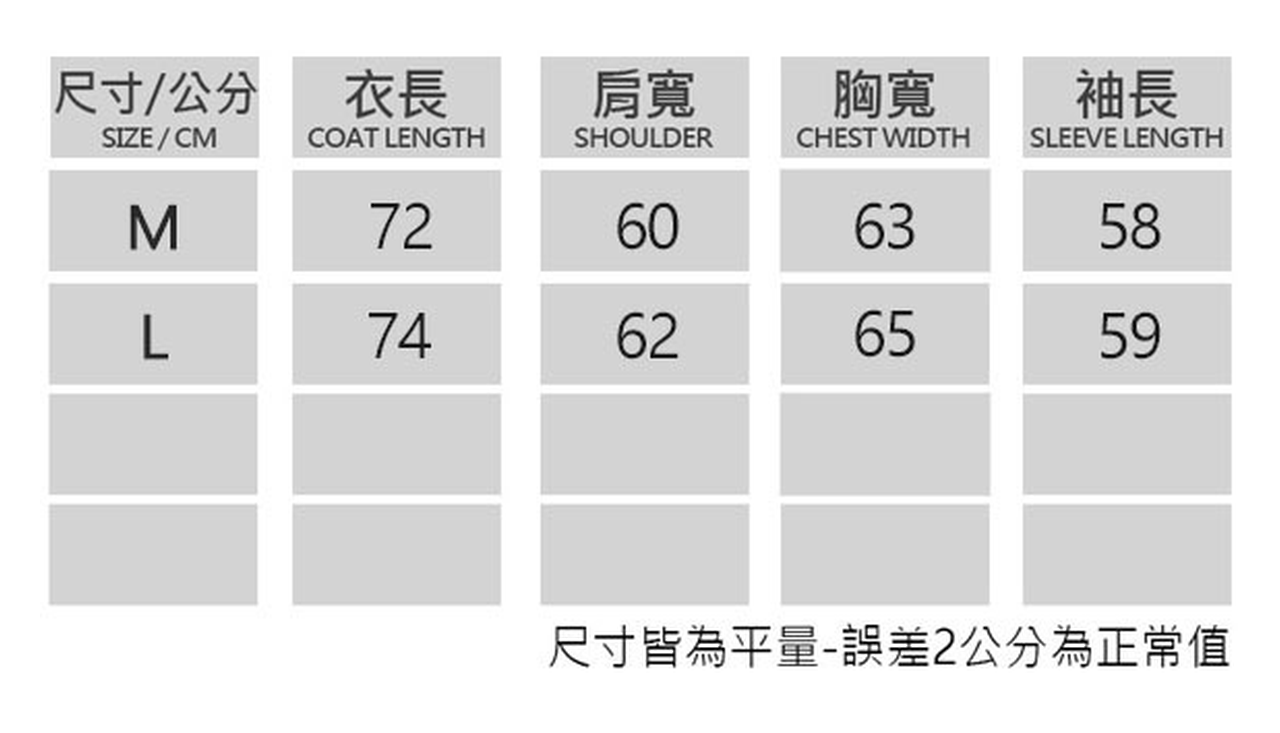 尺寸/公分 衣長 肩寬 胸寬 袖長
SIZE / CM COAT LENGTH SHOULDER CHEST WIDTH SLEEVE LENGTH
M 72 60 63 58
L 74 62 65 59
尺寸皆為平量-誤差2公分為正常值